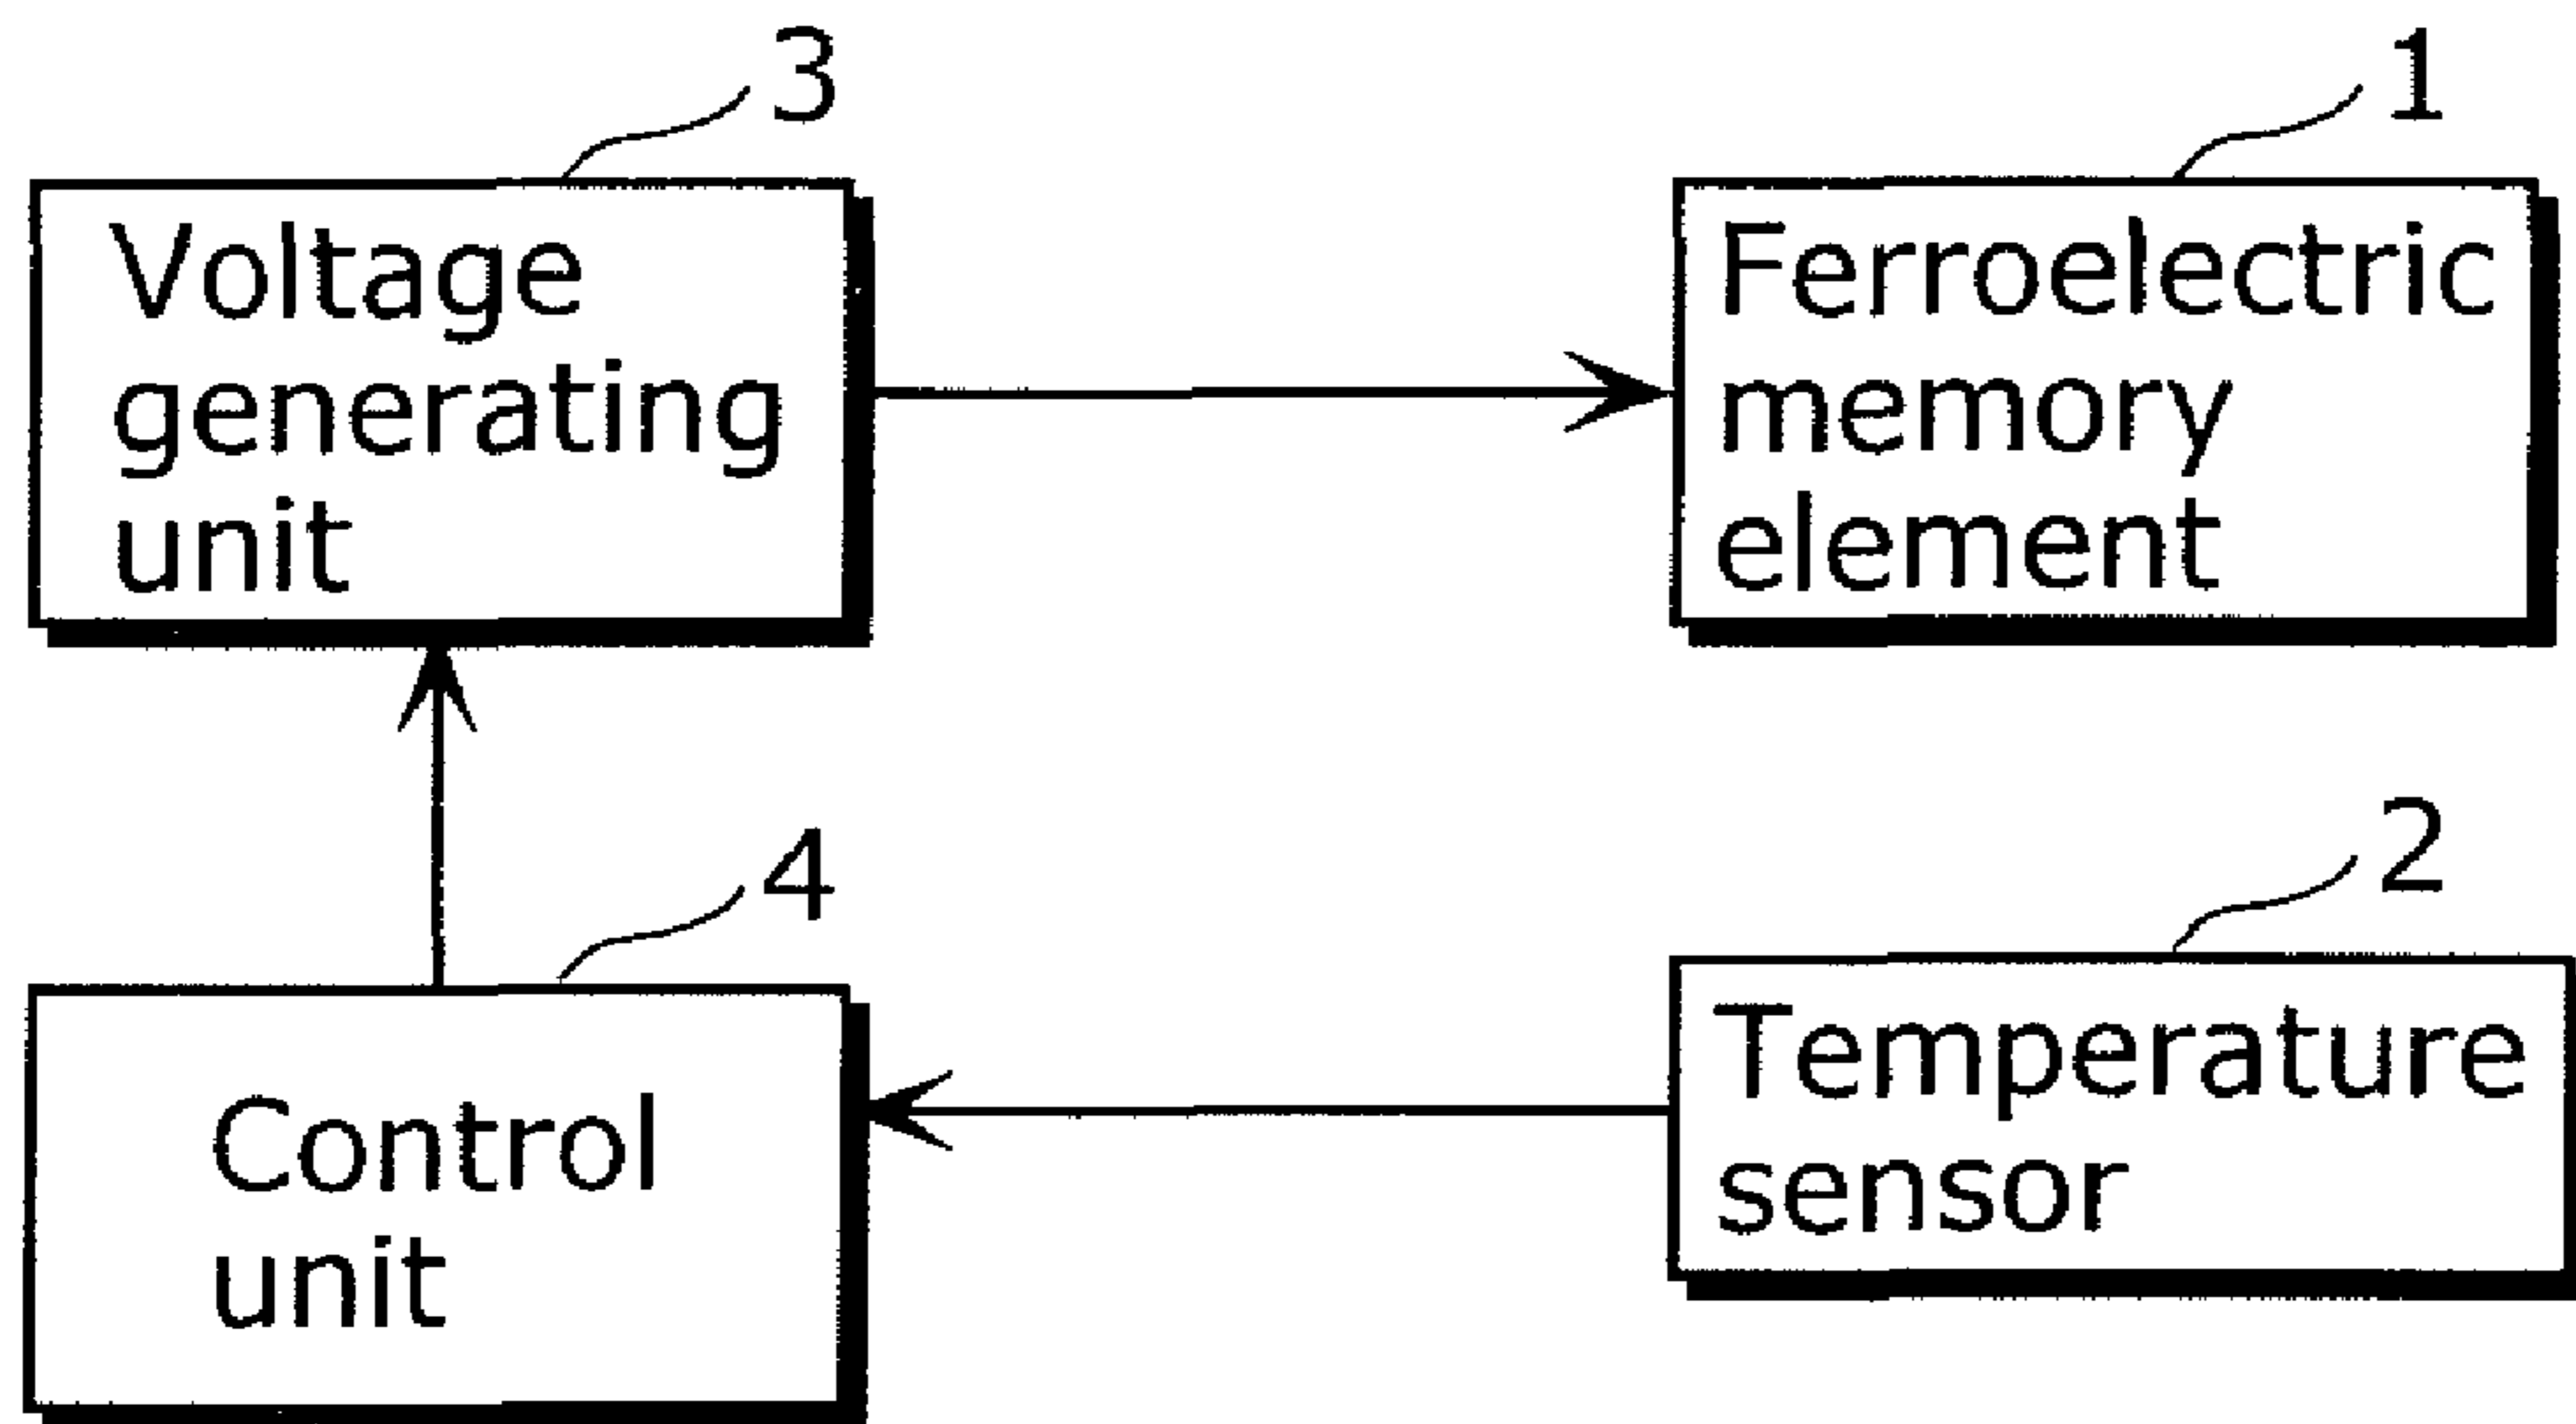 3
Voltage
generating
unit
1
Ferroelectric
memory
element
4
Control
unit
2
Temperature
sensor